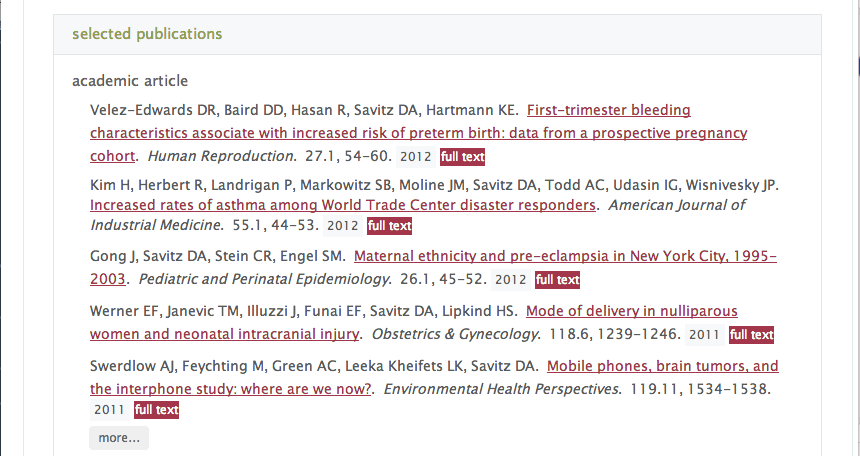 selected publications
academic article
Velez-Edwards DR, Baird DD, Hasan R, Savitz DA, Hartmann KE. First-trimester bleeding
characteristics associate with increased risk of preterm birth: data from a prospective pregnancy
cohort. Human Reproduction. 27.1, 54-60. 2012 full text
Kim H, Herbert R, Landrigan P, Markowitz SB, Moline JM, Savitz DA, Todd AC, Udasin IG, Wisnivesky JP.
Increased rates of asthma among World Trade Center disaster responders. American Journal of
Industrial Medicine. 55.1, 44-53. 2012 full text
Gong J, Savitz DA, Stein CR, Engel SM. Maternal ethnicity and pre-eclampsia in New York City, 1995-
2003. Pediatric and Perinatal Epidemiology. 26.1, 45-52. 2012 full text
Werner EF, Janevic TM, Illuzzi J, Funai EF, Savitz DA, Lipkind HS. Mode of delivery in nulliparous
women and neonatal intracranial injury. Obstetrics & Gynecology. 118.6, 1239-1246. 2011 full text
Swerdlow AJ, Feychting M, Green AC, Leeka Kheifets LK, Savitz DA. Mobile phones, brain tumors, and
the interphone study: where are we now?. Environmental Health Perspectives. 119.11, 1534-1538.
2011 full text
more...